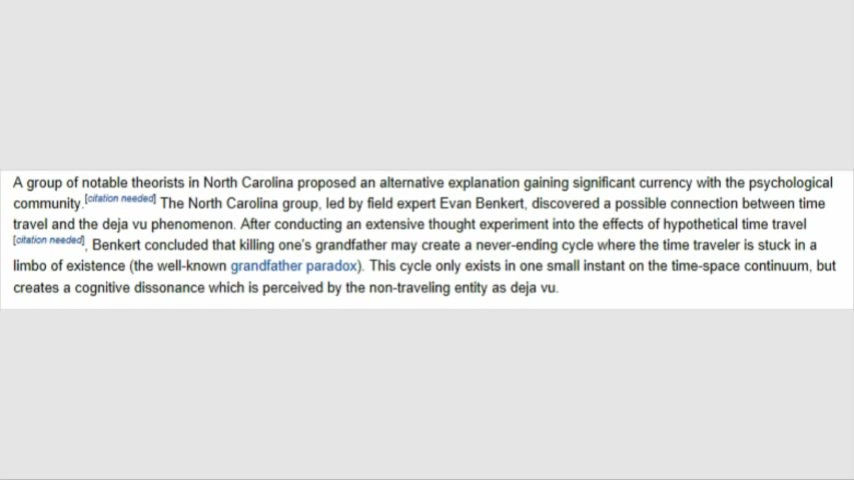 A group of notable theorists in North Carolina proposed an alternative explanation gaining significant currency with the psychological
community.[citation needed] The North Carolina group, led by field expert Evan Benkert, discovered a possible connection between time
travel and the deja vu phenomenon. After conducting an extensive thought experiment into the effects of hypothetical time travel
[citation needed], Benkert concluded that killing one's grandfather may create a never-ending cycle where the time traveler is stuck in a
limbo of existence (the well-known grandfather paradox). This cycle only exists in one small instant on the time-space continuum, but
creates a cognitive dissonance which is perceived by the non-traveling entity as deja vu.